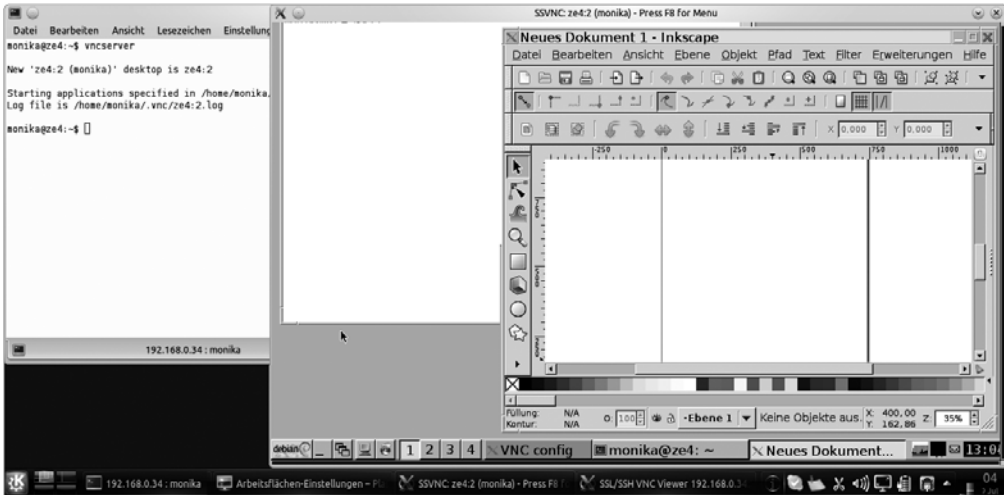 SSVNC: ze4:2 (monika) - Press F8 for Menu
Datei Bearbeiten Ansicht Lesezeichen Einstellung
monika@ze4:~$ vncserver
New 'ze4:2 (monika)' desktop is ze4:2
Starting applications specified in /home/monika/
Log file is /home/monika/.vnc/ze4:2.log
monika@ze4:~$
192.168.0.34 : monika
Neues Dokument 1 - Inkscape
Datei Bearbeiten Ansicht Ebene Objekt Pfad Text Filter Erweiterungen Hilfe
X 0,000 Y 0,000
-250 0 250 500 750 1000
Füllung: N/A
Kontur: N/A
O: 100 -Ebene 1 Keine Objekte aus. X: 400,00 Y: 162,86 Z: 35%
debian 1 2 3 4 VNC config monika@ze4: ~ Neues Dokument...
192.168.0.34 : monika Arbeitsflächen-Einstellungen – SSVNC: ze4:2 (monika) - Press F8 SSL/SSH VNC Viewer 192.168.0.3
04